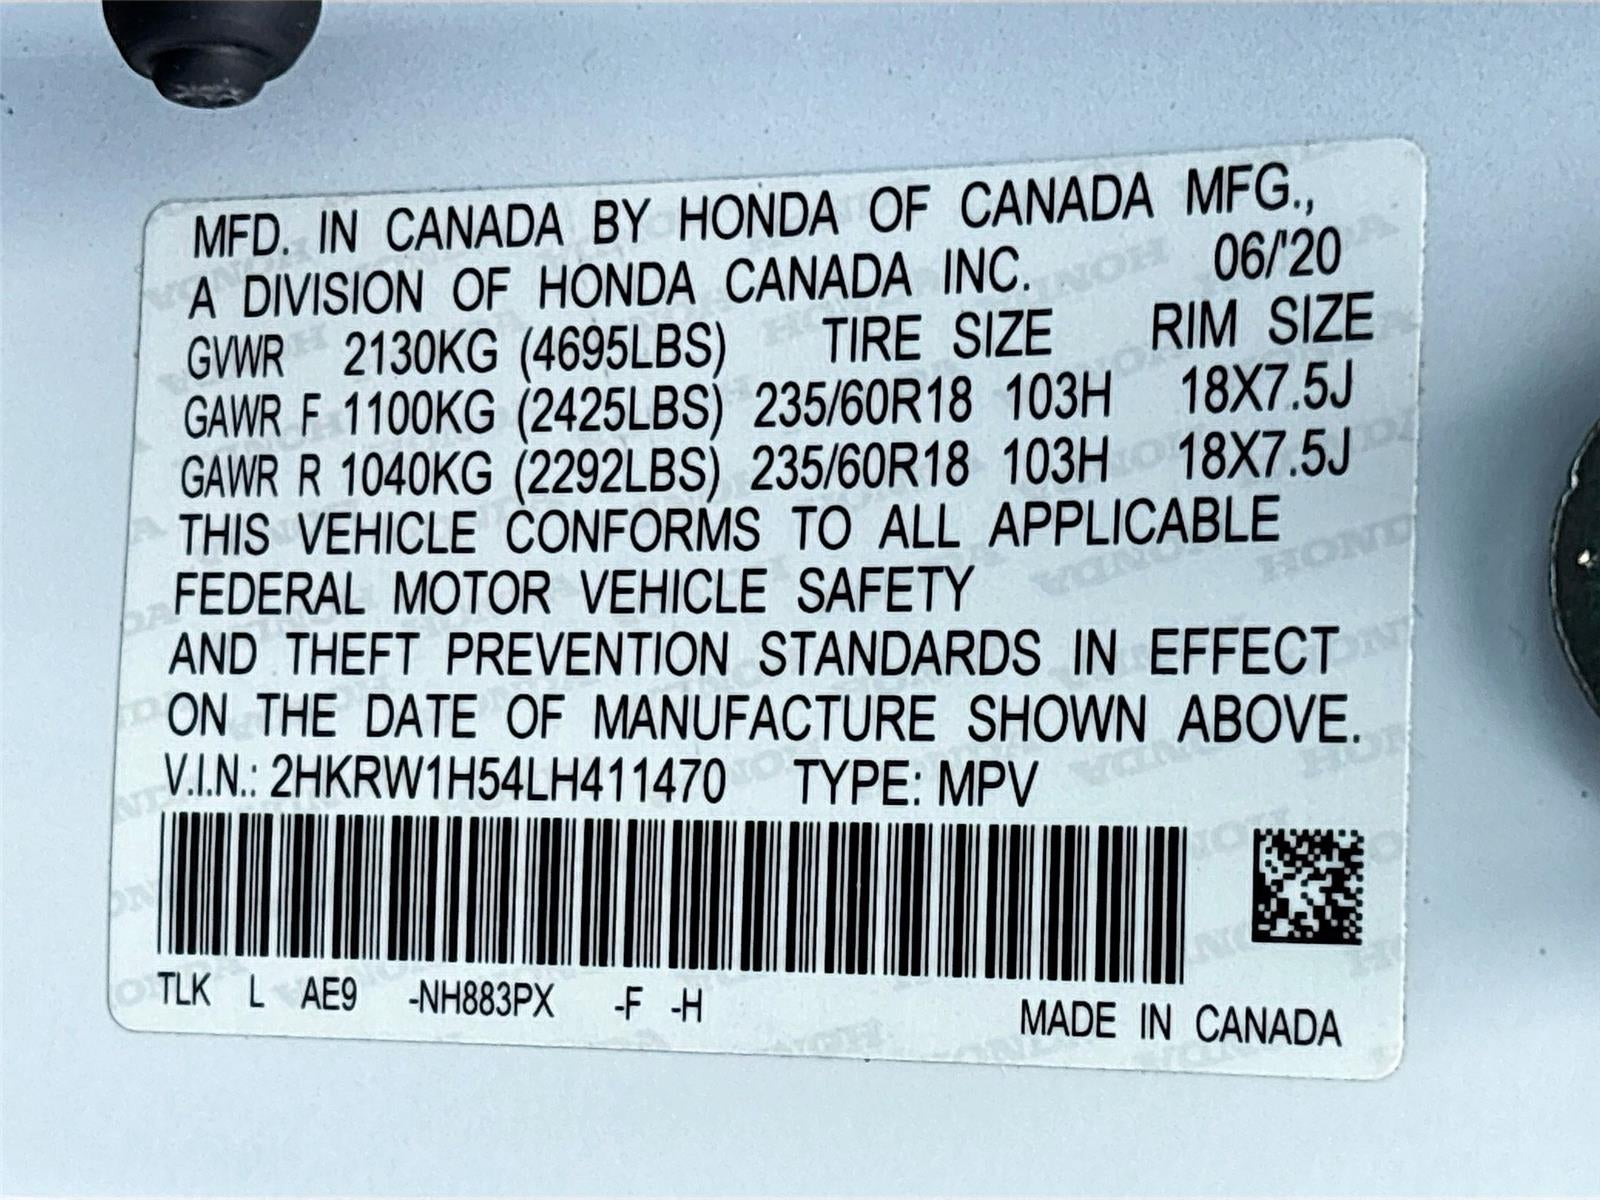 MFD. IN CANADA BY HONDA OF CANADA MFG.,
A DIVISION OF HONDA CANADA INC. 06/'20
GVWR 2130KG (4695LBS) TIRE SIZE RIM SIZE
GAWR F 1100KG (2425LBS) 235/60R18 103H 18X7.5J
GAWR R 1040KG (2292LBS) 235/60R18 103H 18X7.5J
THIS VEHICLE CONFORMS TO ALL APPLICABLE
FEDERAL MOTOR VEHICLE SAFETY
AND THEFT PREVENTION STANDARDS IN EFFECT
ON THE DATE OF MANUFACTURE SHOWN ABOVE.
V.I.N.: 2HKRW1H54LH411470 TYPE: MPV
TLK L AE9 -NH883PX -F -H MADE IN CANADA